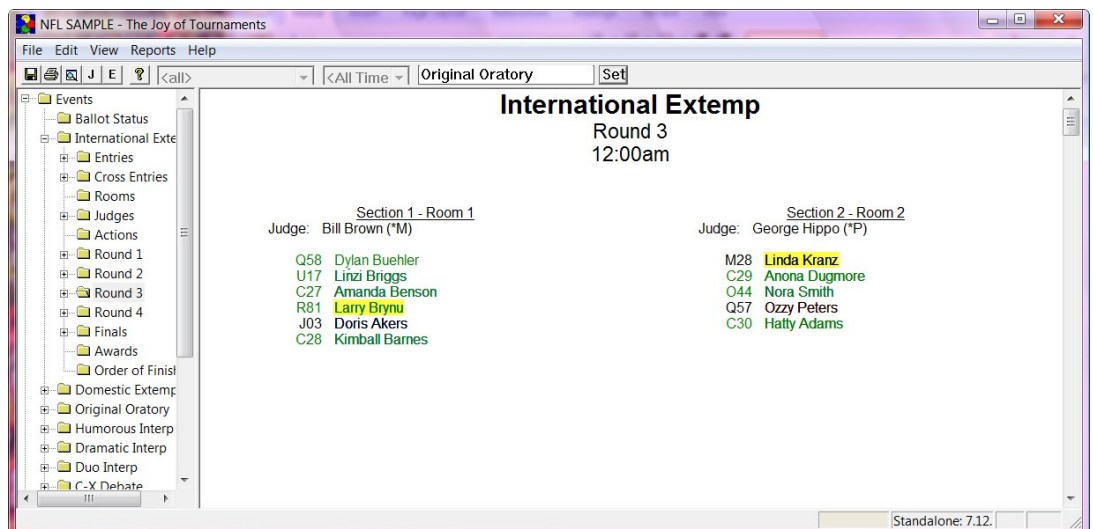 NFL SAMPLE - The Joy of Tournaments
File Edit View Reports Help
J E ? <all> <All Time Original Oratory Set
Events
Ballot Status
International Exte
Entries
Cross Entries
Rooms
Judges
Actions
Round 1
Round 2
Round 3
Round 4
Finals
Awards
Order of Finish
Domestic Extemp
Original Oratory
Humorous Interp
Dramatic Interp
Duo Interp
C-X Debate
International Extemp
Round 3
12:00am
Section 1 - Room 1
Judge: Bill Brown (*M)
Q58 Dylan Buehler
U17 Linzi Briggs
C27 Amanda Benson
R81 Larry Brynu
J03 Doris Akers
C28 Kimball Barnes
Section 2 - Room 2
Judge: George Hippo (*P)
M28 Linda Kranz
C29 Anona Dugmore
O44 Nora Smith
Q57 Ozzy Peters
C30 Hatty Adams
Standalone: 7.12.